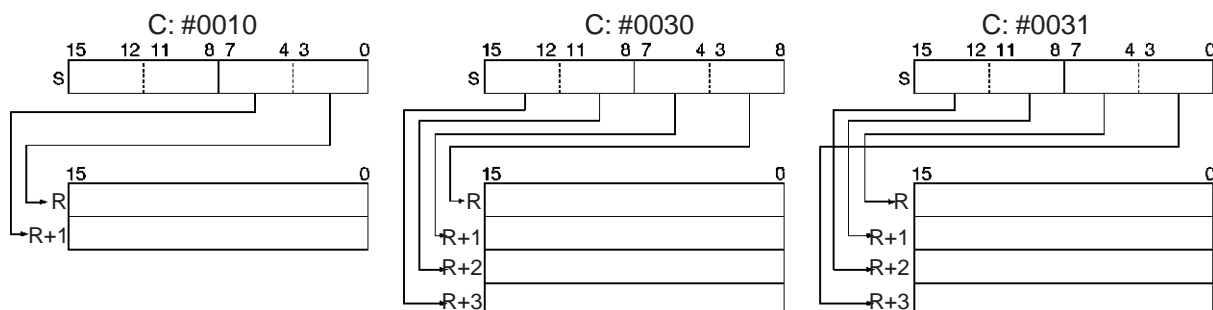 C: #0010
15 12 11 8 7 4 3 0
S
15 0
R
R+1
C: #0030
15 12 11 8 7 4 3 8
S
15 0
R
R+1
R+2
R+3
C: #0031
15 12 11 8 7 4 3 0
S
15 0
R
R+1
R+2
R+3